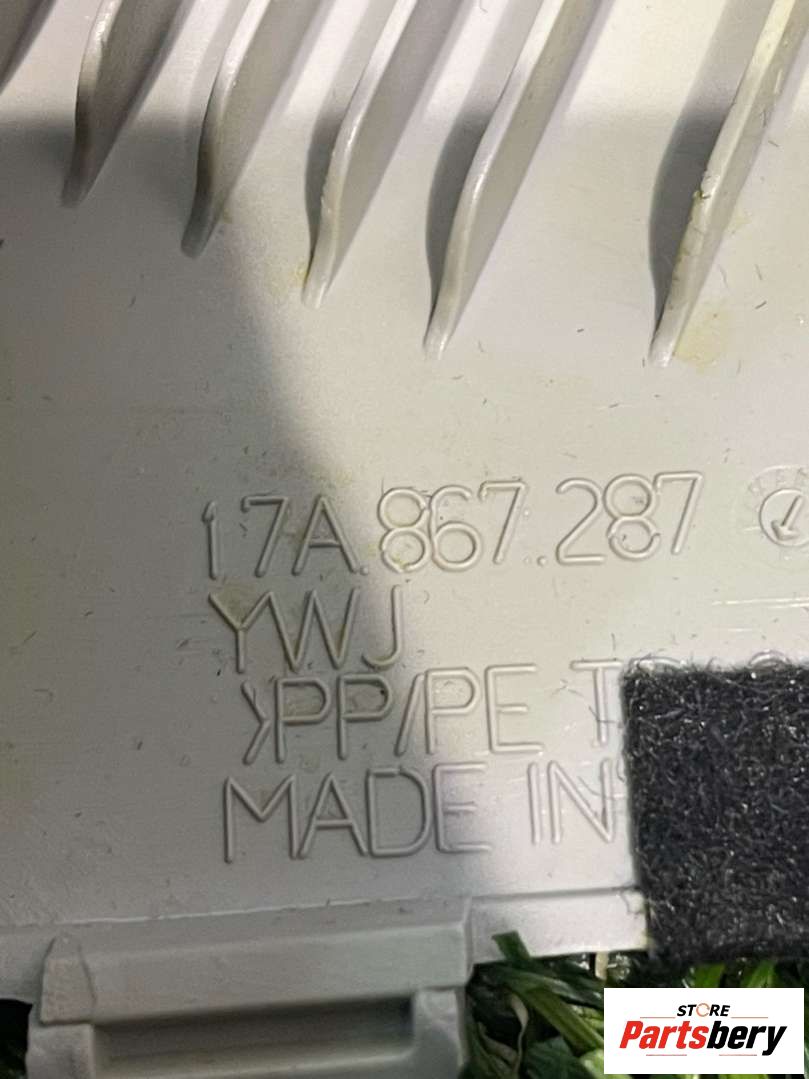 17A.867.287
YWJ
>PP/PE
MADE IN
STORE
Partsbery